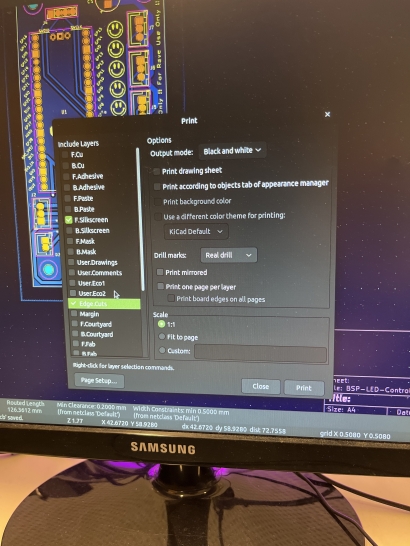 Print
Include Layers
F.Cu
B.Cu
F.Adhesive
B.Adhesive
F.Paste
B.Paste
F.Silkscreen
B.Silkscreen
F.Mask
B.Mask
User.Drawings
User.Comments
User.Eco1
User.Eco2
Edge.Cuts
Margin
F.Courtyard
B.Courtyard
F.Fab
B.Fab
Right-click for layer selection commands.
Page Setup...
Options
Output mode: Black and white
Print drawing sheet
Print according to objects tab of appearance manager
Print background color
Use a different color theme for printing:
KiCad Default
Drill marks: Real drill
Print mirrored
Print one page per layer
Print board edges on all pages
Scale
1:1
Fit to page
Custom:
Close
Print
Sheet:
File: BSP-LED-Control
Title:
Size: A4
Routed Length
126.3612 mm
Min Clearance: 0.2000 mm
(from netclass 'Default')
Width Constraints: min 0.5000 mm
(from netclass 'Default')
saved.
Z 1.77
X 42.6720 Y 58.9280
dx 42.6720 dy 58.9280 dist 72.7558
grid X 0.5080 Y 0.5080
SAMSUNG